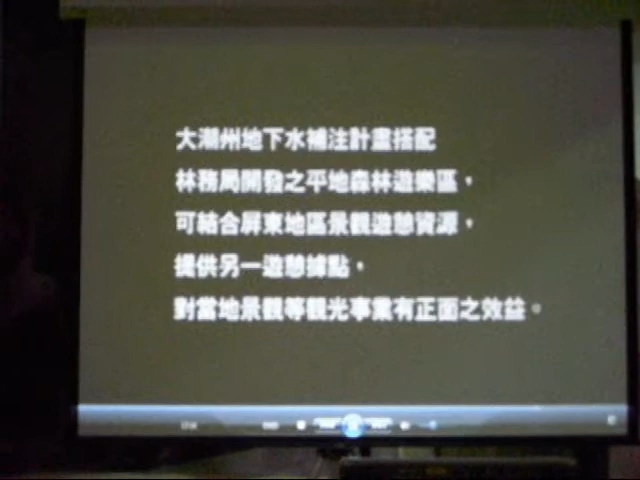 大潮州地下水補注計畫搭配
林務局開發之平地森林遊樂區，
可結合屏東地區景觀遊憩資源，
提供另一遊憩據點，
對當地景觀等觀光事業有正面之效益。